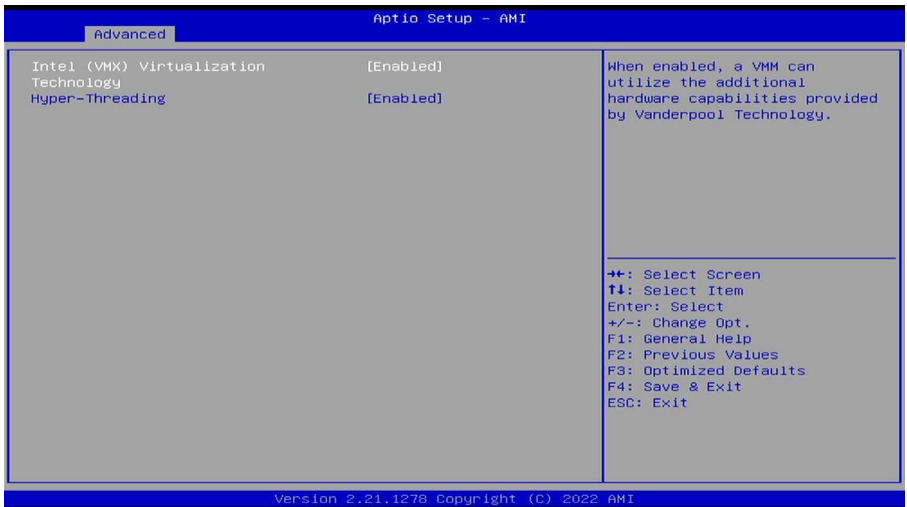 Aptio Setup - AMI
Advanced
Intel (VMX) Virtualization [Enabled]
Technology
Hyper-Threading [Enabled]
When enabled, a VMM can
utilize the additional
hardware capabilities provided
by Vanderpool Technology.
→←: Select Screen
↑↓: Select Item
Enter: Select
+/-: Change Opt.
F1: General Help
F2: Previous Values
F3: Optimized Defaults
F4: Save & Exit
ESC: Exit
Version 2.21.1278 Copyright (C) 2022 AMI